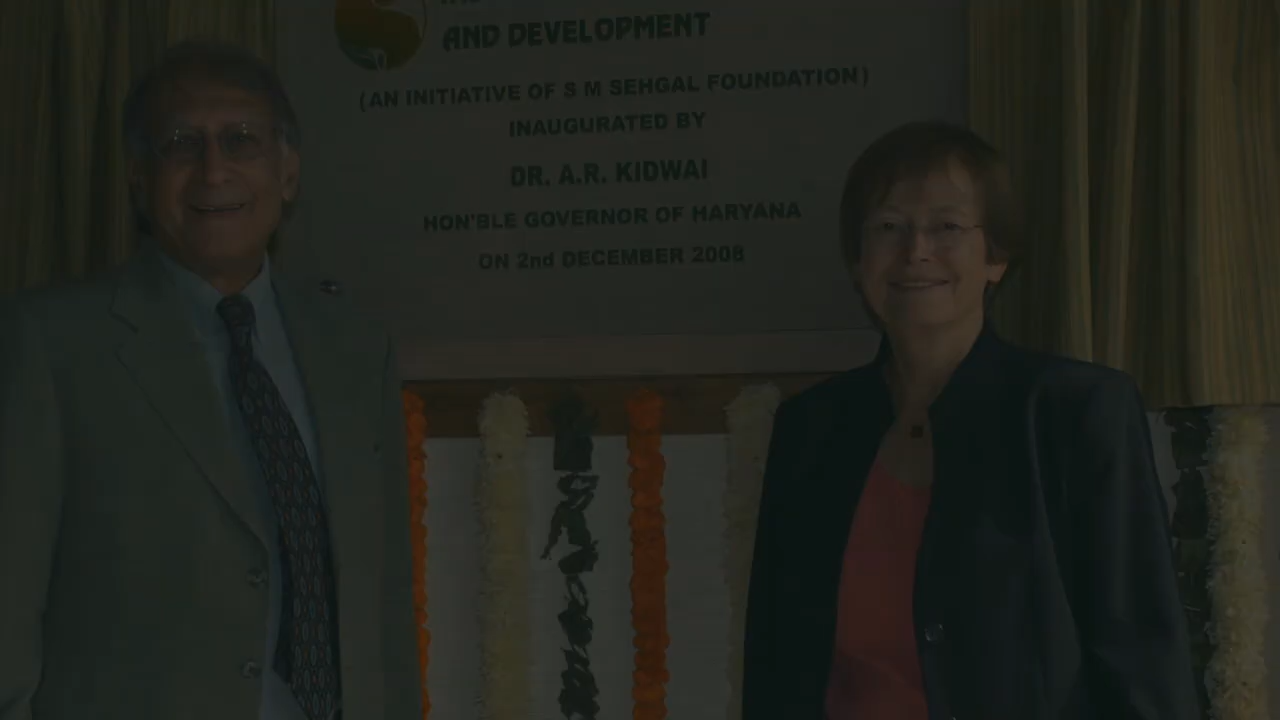 AND DEVELOPMENT
(AN INITIATIVE OF S M SEHGAL FOUNDATION)
INAUGURATED BY
DR. A.R. KIDWAI
HON'BLE GOVERNOR OF HARYANA
ON 2nd DECEMBER 2008